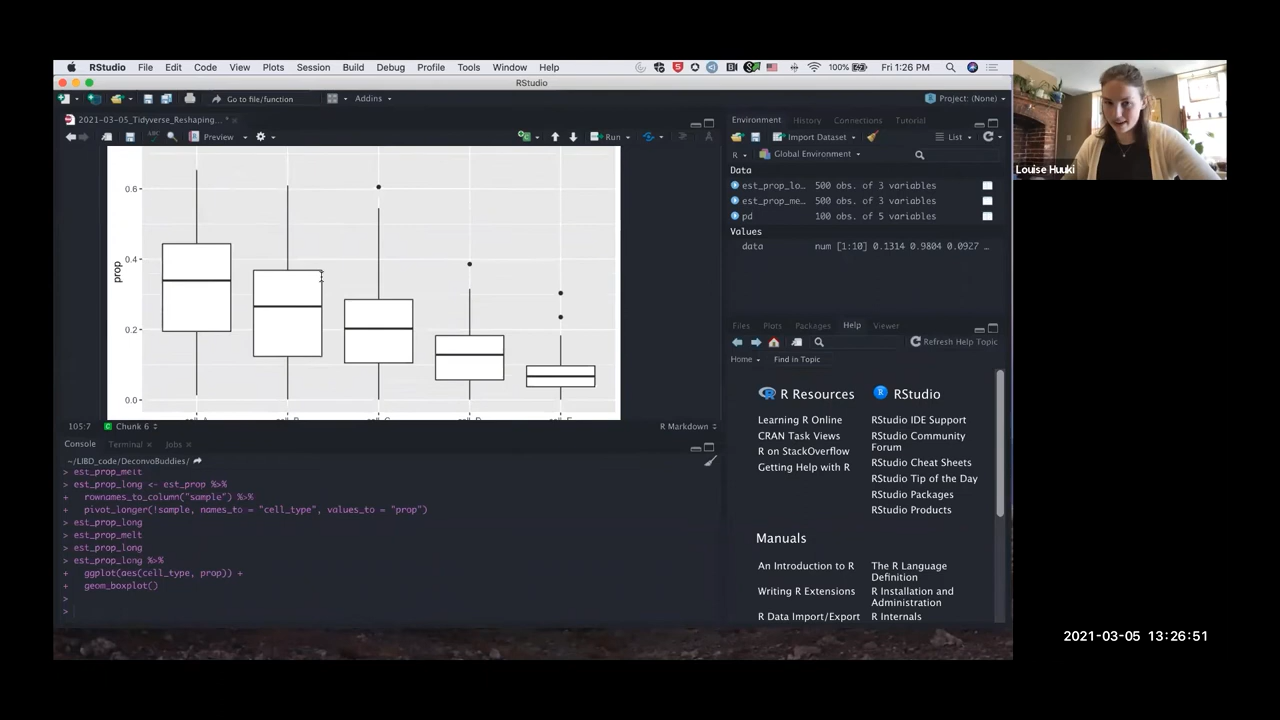 RStudio File Edit Code View Plots Session Build Debug Profile Tools Window Help 100% Fri 1:26 PM
RStudio
Go to file/function Addins Project: (None)
2021-03-05_Tidyverse_Reshaping...
Preview Run
0.6
0.4
prop
0.2
0.0
105:7 Chunk 6 R Markdown
Console Terminal Jobs
~/LIBD_code/DeconvoBuddies/
> est_prop_melt
> est_prop_long <- est_prop %>%
+ rownames_to_column("sample") %>%
+ pivot_longer(!sample, names_to = "cell_type", values_to = "prop")
> est_prop_long
> est_prop_melt
> est_prop_long
> est_prop_long %>%
+ ggplot(aes(cell_type, prop)) +
+ geom_boxplot()
>
>
Environment History Connections Tutorial
Import Dataset List
R Global Environment
Data
est_prop_lo… 500 obs. of 3 variables
est_prop_me… 500 obs. of 3 variables
pd 100 obs. of 5 variables
Values
data num [1:10] 0.1314 0.9804 0.0927 …
Files Plots Packages Help Viewer
Refresh Help Topic
Home Find in Topic
R Resources
Learning R Online
CRAN Task Views
R on StackOverflow
Getting Help with R
RStudio
RStudio IDE Support
RStudio Community
Forum
RStudio Cheat Sheets
RStudio Tip of the Day
RStudio Packages
RStudio Products
Manuals
An Introduction to R
Writing R Extensions
R Data Import/Export
The R Language
Definition
R Installation and
Administration
R Internals
Louise Huuki
2021-03-05 13:26:51